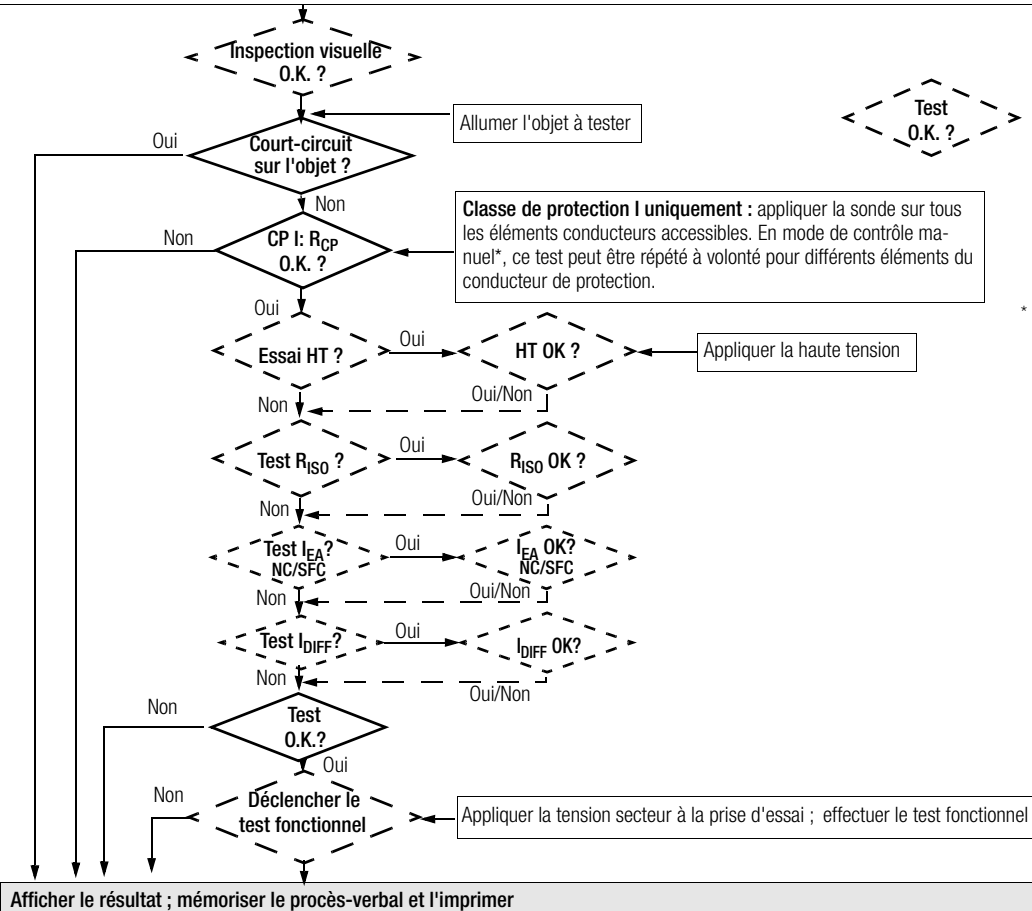 Inspection visuelle
O.K. ?
Test
O.K. ?
Allumer l'objet à tester
Oui
Court-circuit
sur l'objet ?
Non
Classe de protection I uniquement : appliquer la sonde sur tous
les éléments conducteurs accessibles. En mode de contrôle ma-
nuel*, ce test peut être répété à volonté pour différents éléments du
conducteur de protection.
Non
CP I: RCP
O.K. ?
*
Oui
Essai HT ?
Oui
HT OK ?
Appliquer la haute tension
Non
Oui/Non
Test RISO ?
Oui
RISO OK ?
Non
Oui/Non
Test IEA?
NC/SFC
Oui
IEA OK?
NC/SFC
Non
Oui/Non
Test IDIFF?
Oui
IDIFF OK?
Non
Oui/Non
Non
Test
O.K.?
Oui
Non
Déclencher le
test fonctionnel
Appliquer la tension secteur à la prise d'essai ; effectuer le test fonctionnel
Afficher le résultat ; mémoriser le procès-verbal et l'imprimer